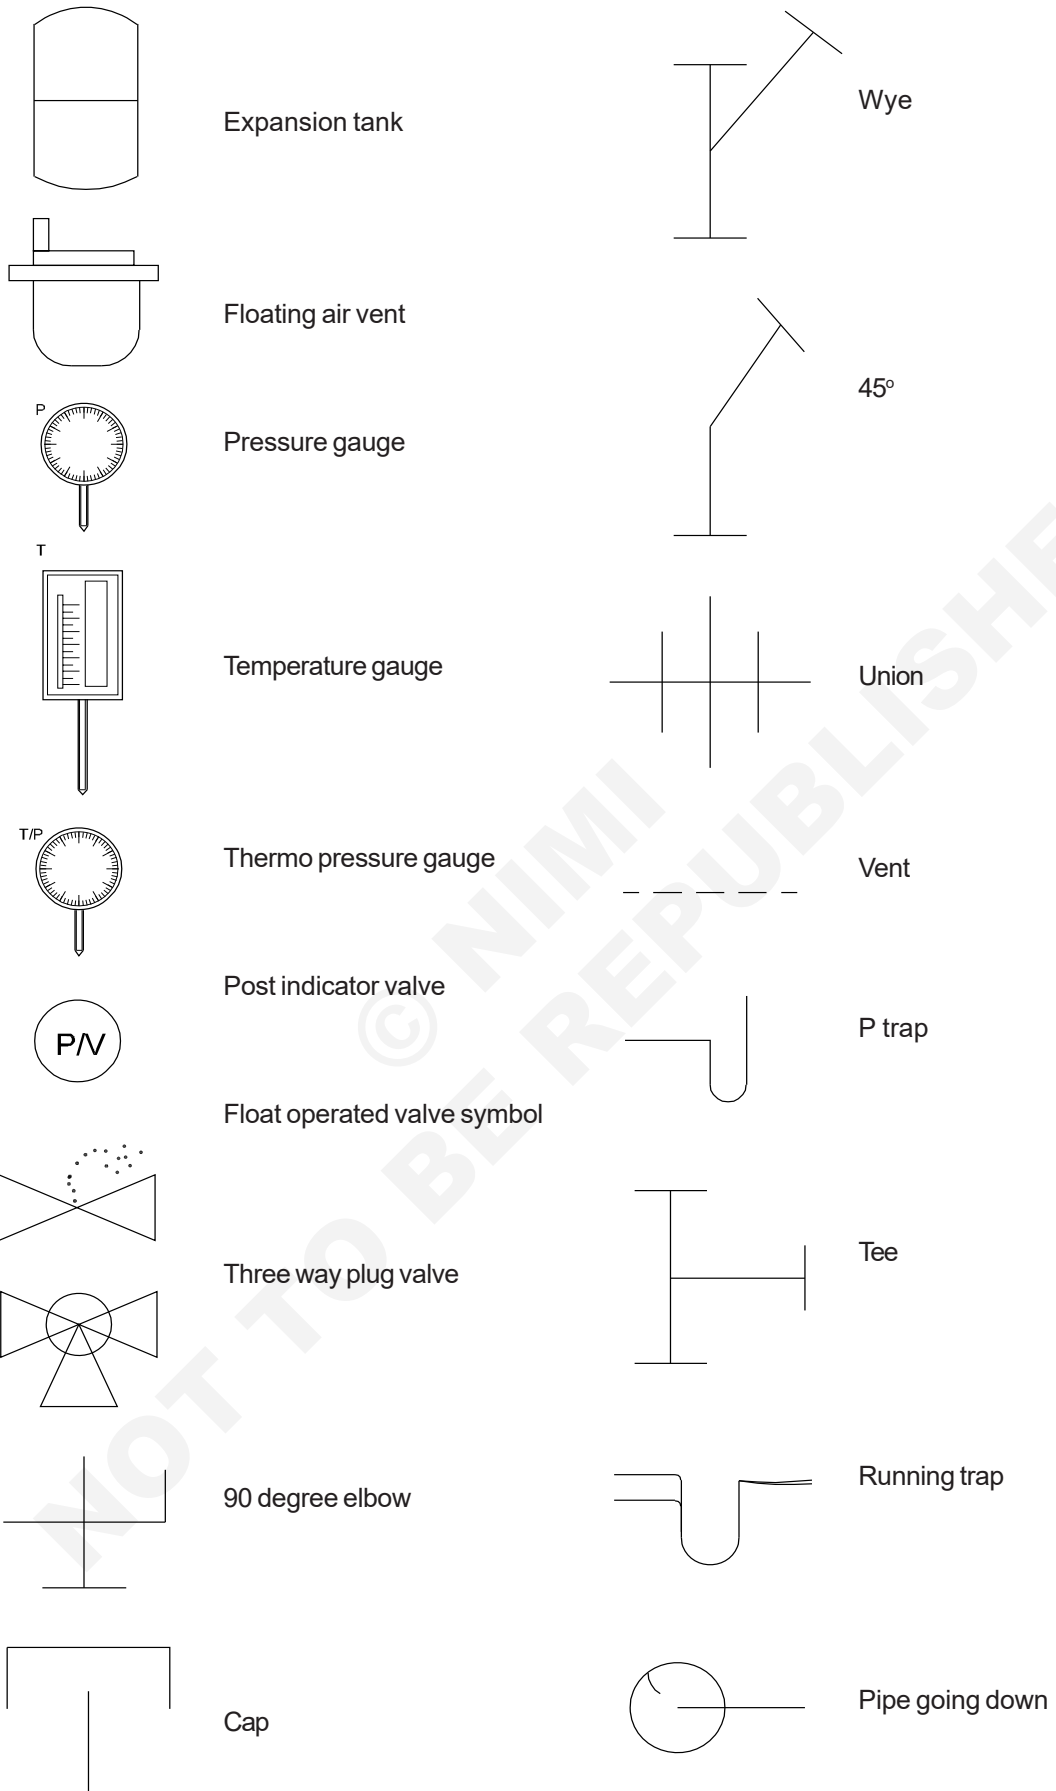 Expansion tank
Floating air vent
P
Pressure gauge
T
Temperature gauge
T/P
Thermo pressure gauge
Post indicator valve
P/V
Float operated valve symbol
Three way plug valve
90 degree elbow
Cap
Wye
45º
Union
Vent
P trap
Tee
Running trap
Pipe going down
© NIMI
NOT TO BE REPUBLISHE